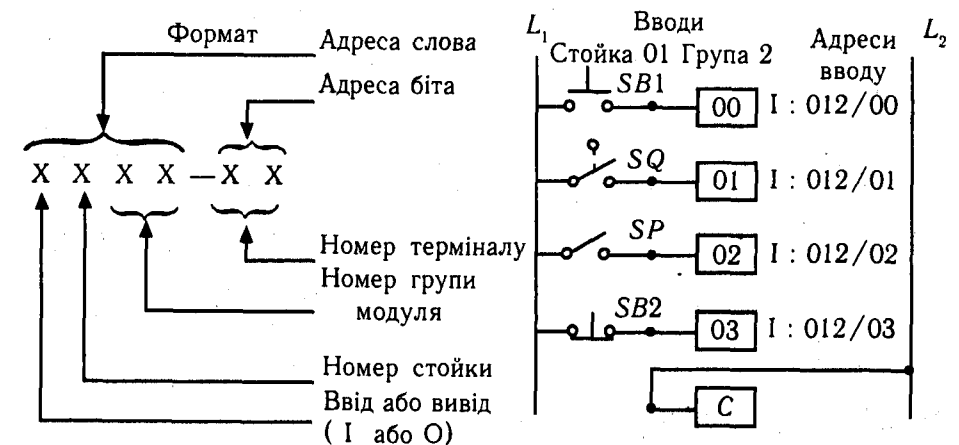 Формат
Адреса слова
Адреса біта
X X X X – X X
Номер терміналу
Номер групи
модуля
Номер стойки
Ввід або вивід
( I або O)
L1
Вводи
Стойка 01 Група 2
Адреси
вводу
L2
SB1
00
I : 012/00
SQ
01
I : 012/01
SP
02
I : 012/02
SB2
03
I : 012/03
C